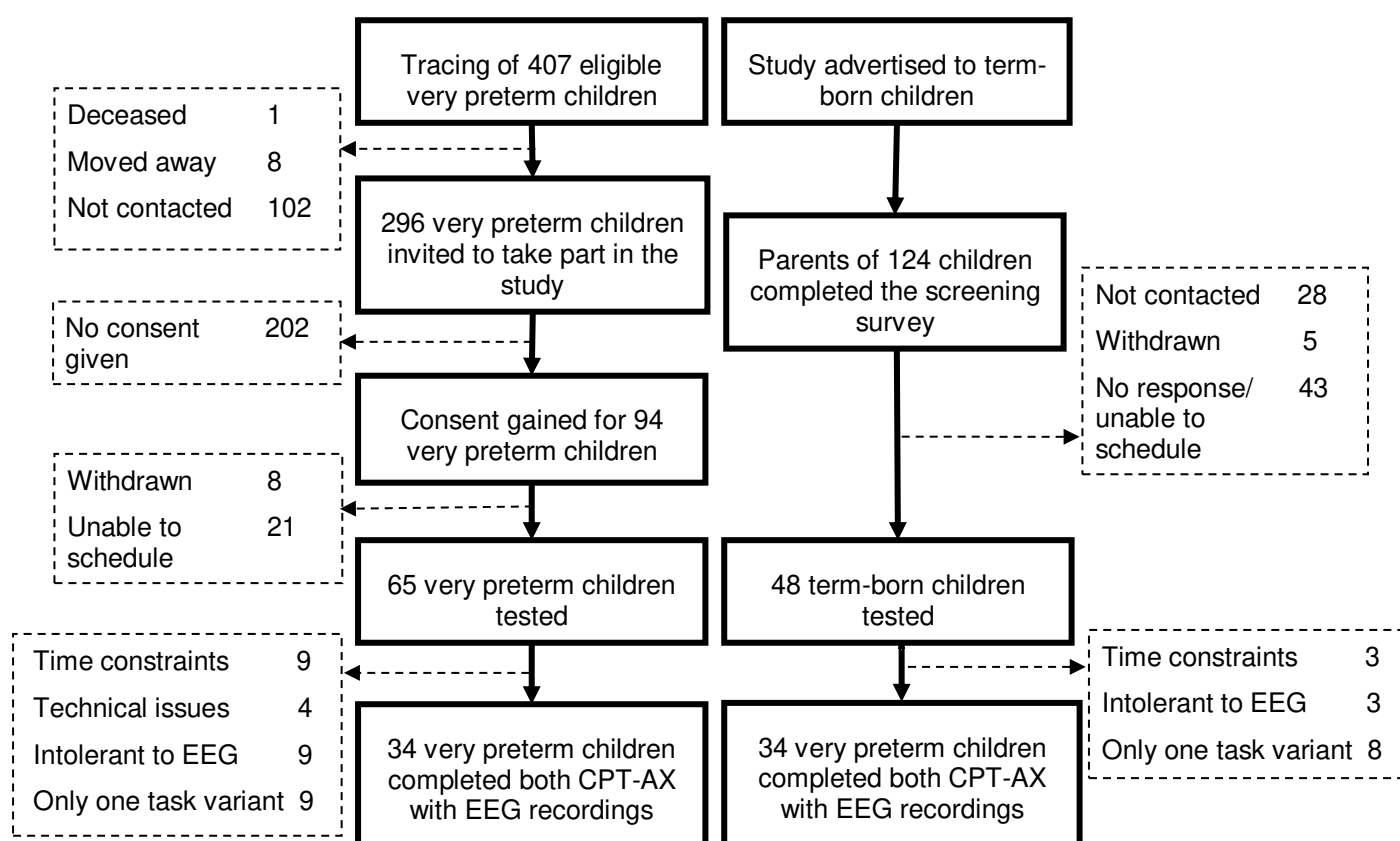 Tracing of 407 eligible
very preterm children
Study advertised to term-
born children
Deceased 1
Moved away 8
Not contacted 102
296 very preterm children
invited to take part in the
study
Parents of 124 children
completed the screening
survey
Not contacted 28
Withdrawn 5
No response/ 43
unable to
schedule
No consent 202
given
Consent gained for 94
very preterm children
Withdrawn 8
Unable to 21
schedule
65 very preterm children
tested
48 term-born children
tested
Time constraints 9
Technical issues 4
Intolerant to EEG 9
Only one task variant 9
Time constraints 3
Intolerant to EEG 3
Only one task variant 8
34 very preterm children
completed both CPT-AX
with EEG recordings
34 very preterm children
completed both CPT-AX
with EEG recordings